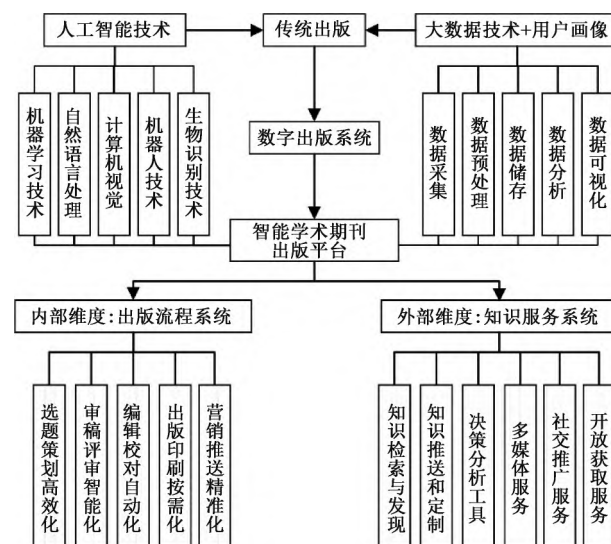 人工智能技术
传统出版
大数据技术+用户画像
机器学习技术
自然语言处理
计算机视觉
机器人技术
生物识别技术
数字出版系统
数据采集
数据预处理
数据储存
数据分析
数据可视化
智能学术期刊
出版平台
内部维度:出版流程系统
外部维度:知识服务系统
选题策划高效化
审稿评审智能化
编辑校对自动化
出版印刷按需化
营销推送精准化
知识检索与发现
知识推送和定制
决策分析工具
多媒体服务
社交推广服务
开放获取服务